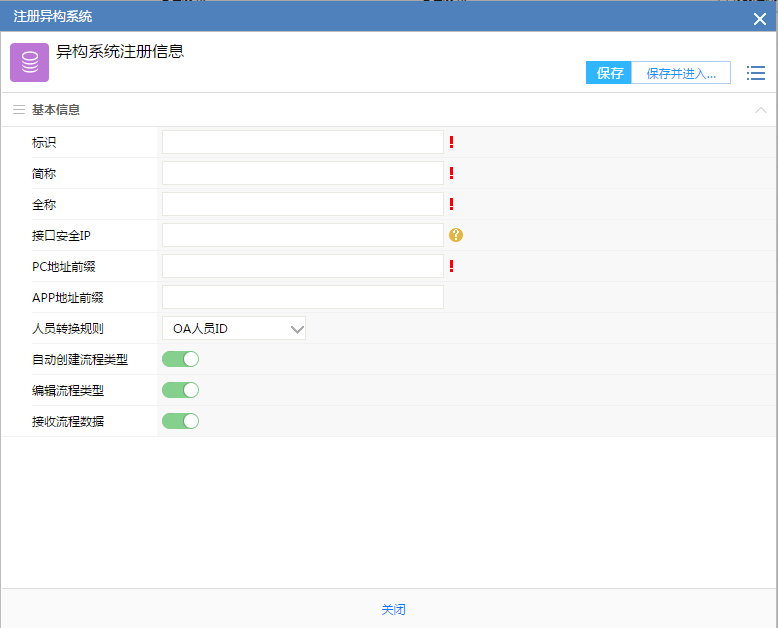 注册异构系统
异构系统注册信息
保存
保存并进入...
基本信息
标识
简称
全称
接口安全IP
PC地址前缀
APP地址前缀
人员转换规则 OA人员ID
自动创建流程类型
编辑流程类型
接收流程数据
关闭